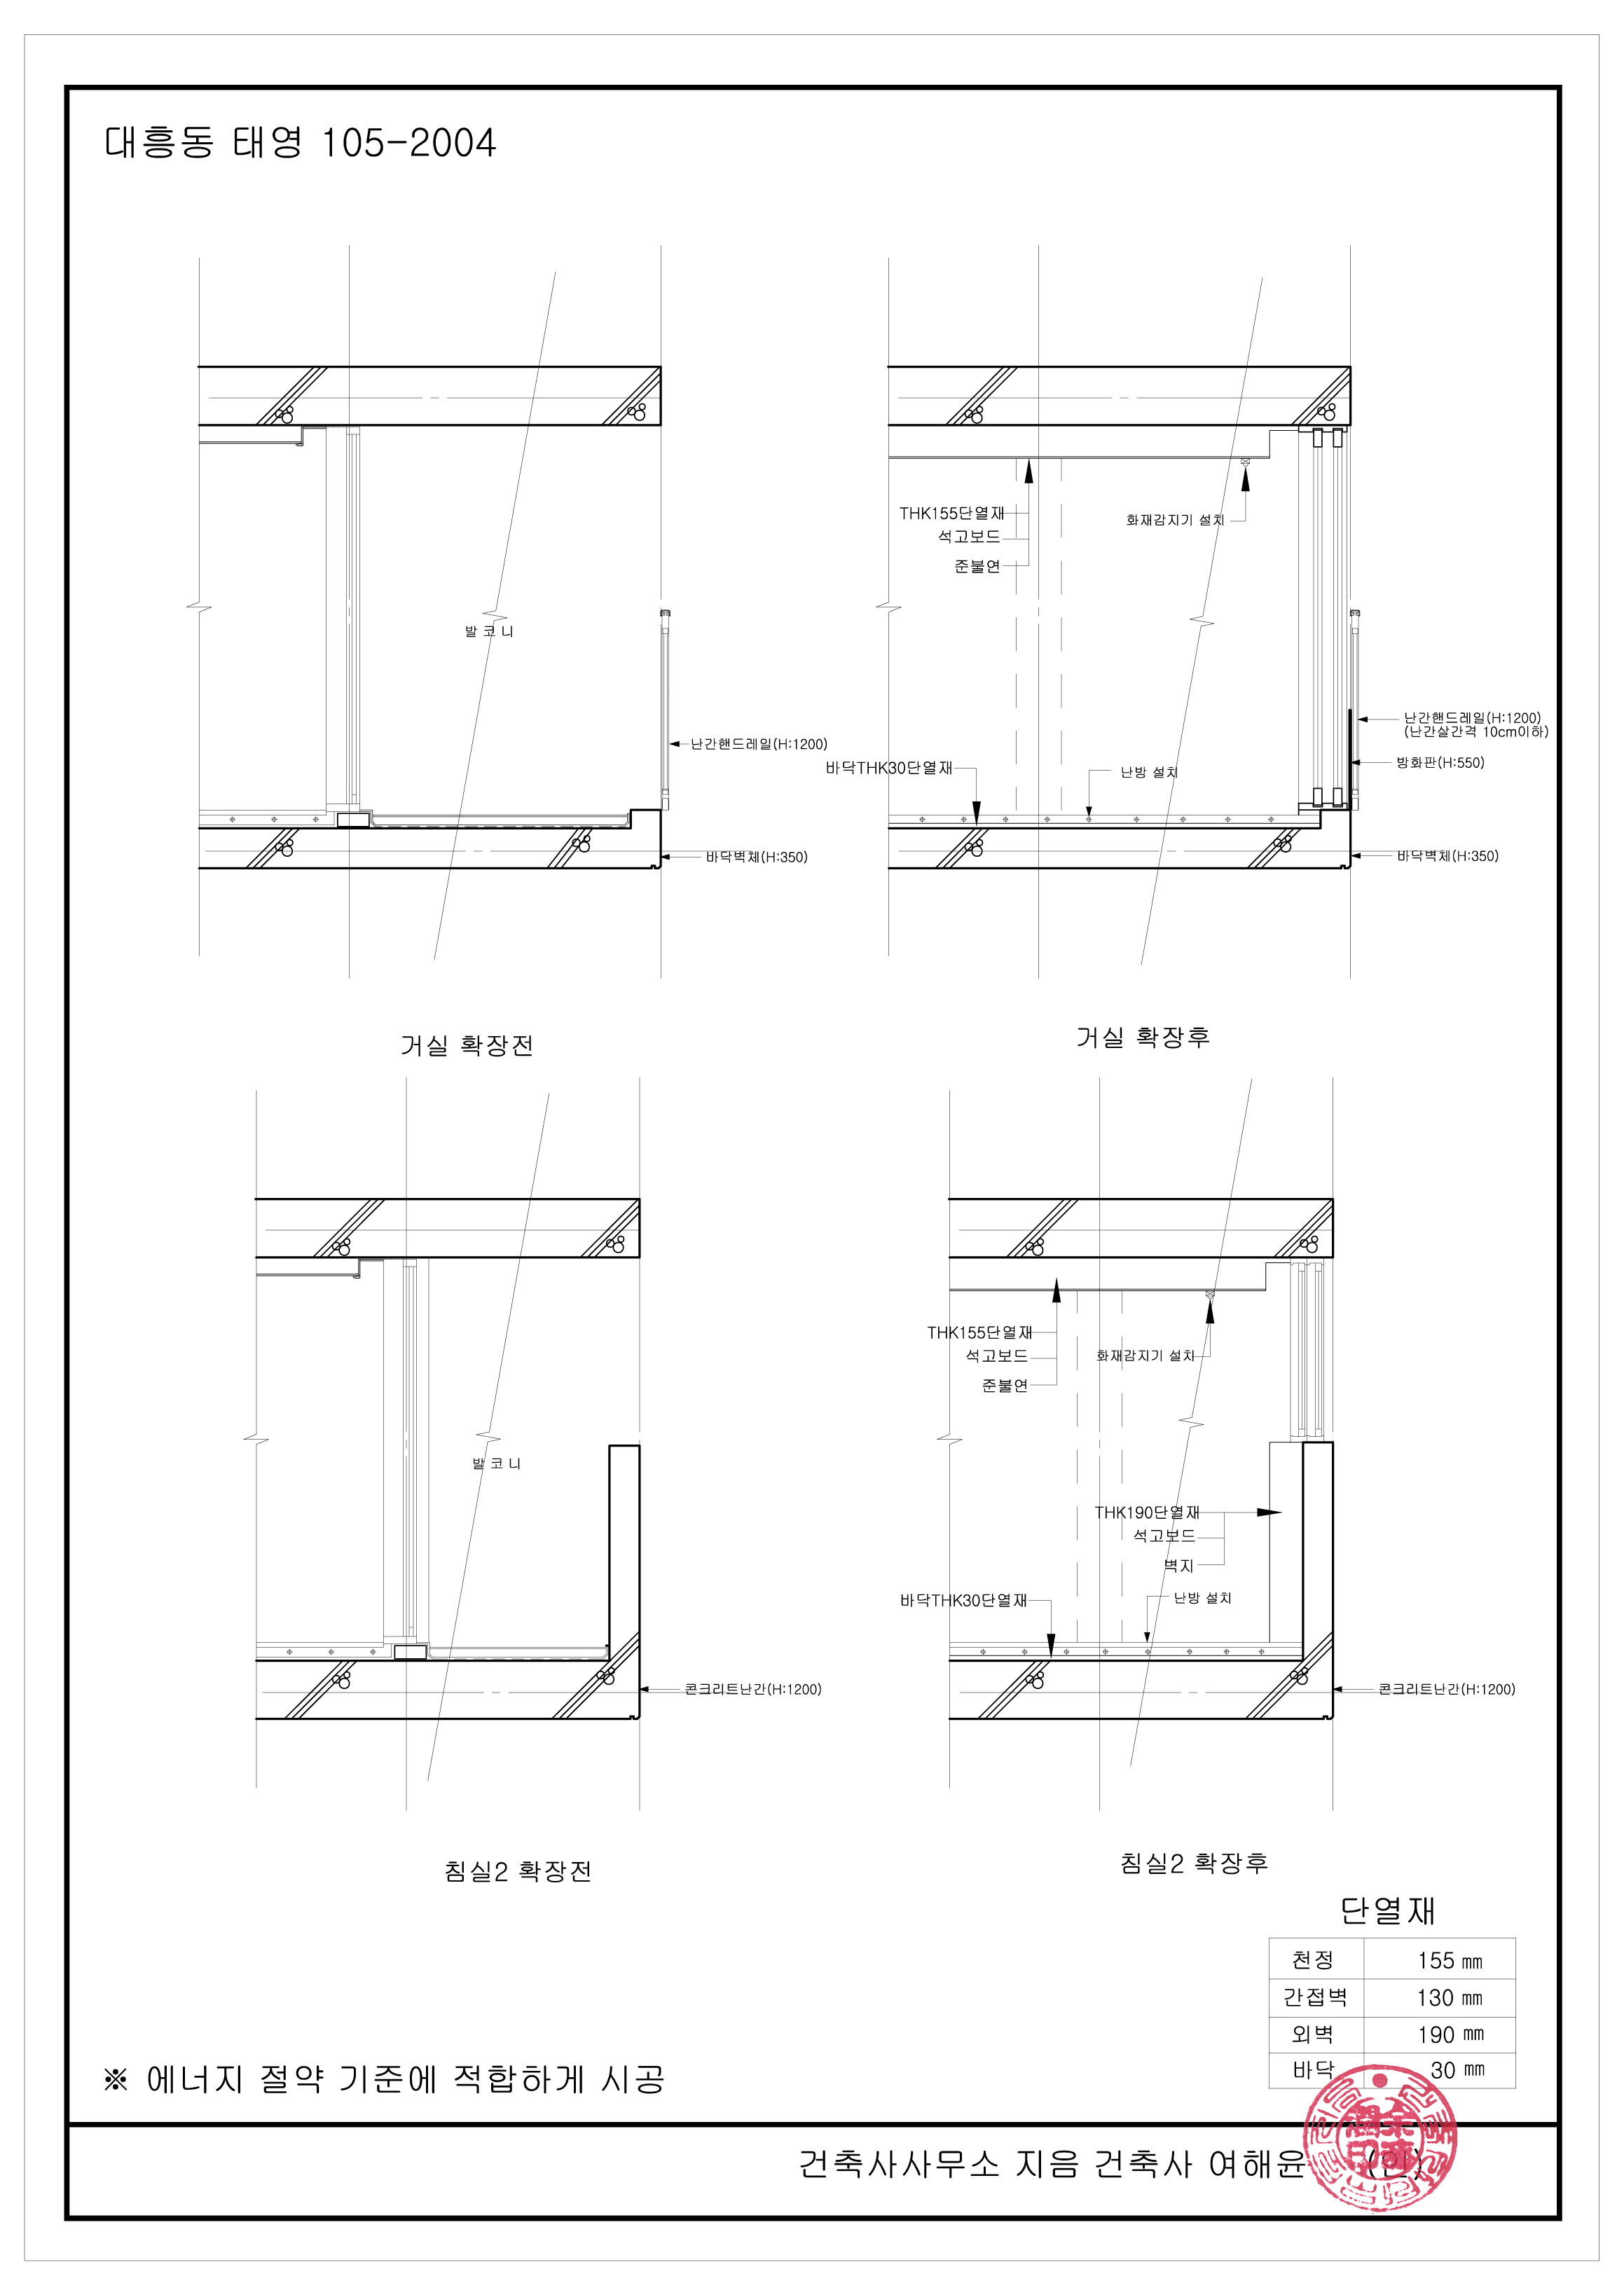 대흥동 태영 105-2004
THK155단열재
석고보드
준불연
화재감지기 설치
발 코 니
난간핸드레일(H:1200)
난간핸드레일(H:1200)
(난간살간격 10cm이하)
방화판(H:550)
바닥THK30단열재
난방 설치
바닥벽체(H:350)
바닥벽체(H:350)
거실 확장전
거실 확장후
THK155단열재
석고보드
준불연
화재감지기 설치
발 코 니
THK190단열재
석고보드
벽지
바닥THK30단열재
난방 설치
콘크리트난간(H:1200)
콘크리트난간(H:1200)
침실2 확장전
침실2 확장후
단열재
천정 155 ㎜
간접벽 130 ㎜
외벽 190 ㎜
바닥 30 ㎜
※ 에너지 절약 기준에 적합하게 시공
건축사사무소 지음 건축사 여해윤 (인)